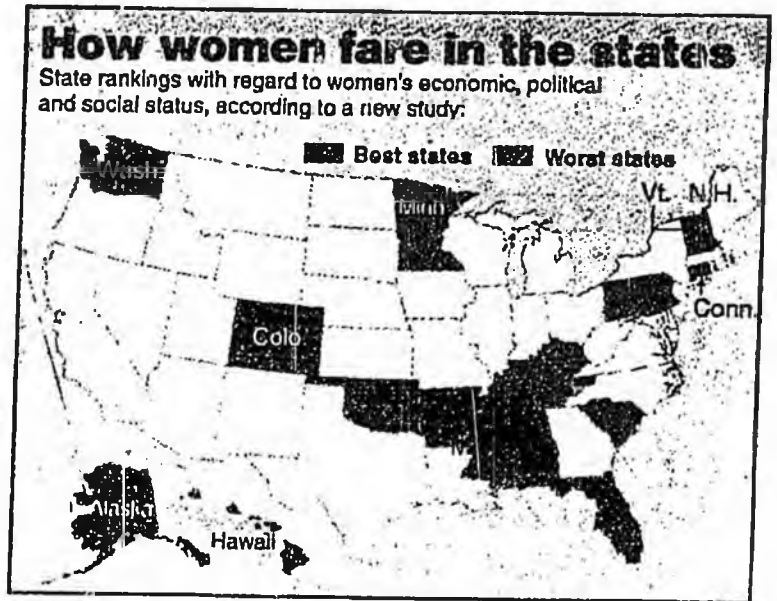 How women fare in the states
State rankings with regard to women's economic, political
and social status, according to a new study:
Best states Worst states
Wash
Minn
Vt. N.H.
Conn.
Colo
Alaska
Hawaii